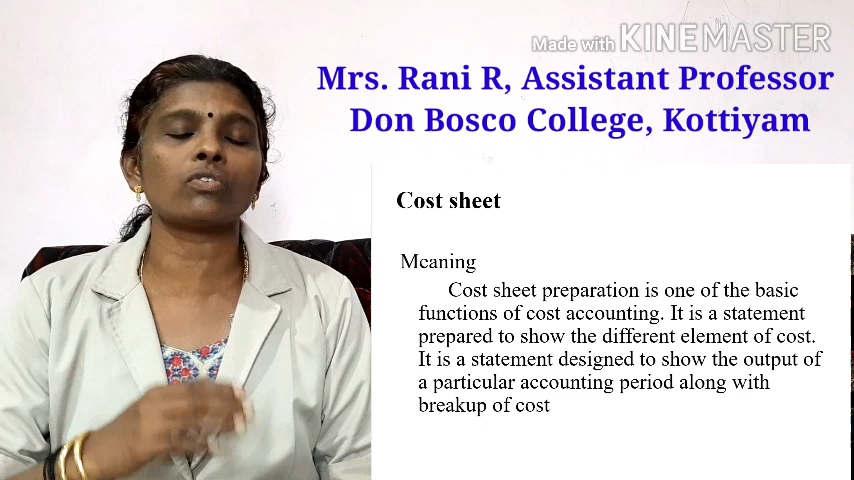 Made with KINEMASTER
Mrs. Rani R, Assistant Professor
Don Bosco College, Kottiyam
Cost sheet
Meaning
Cost sheet preparation is one of the basic
functions of cost accounting. It is a statement
prepared to show the different element of cost.
It is a statement designed to show the output of
a particular accounting period along with
breakup of cost